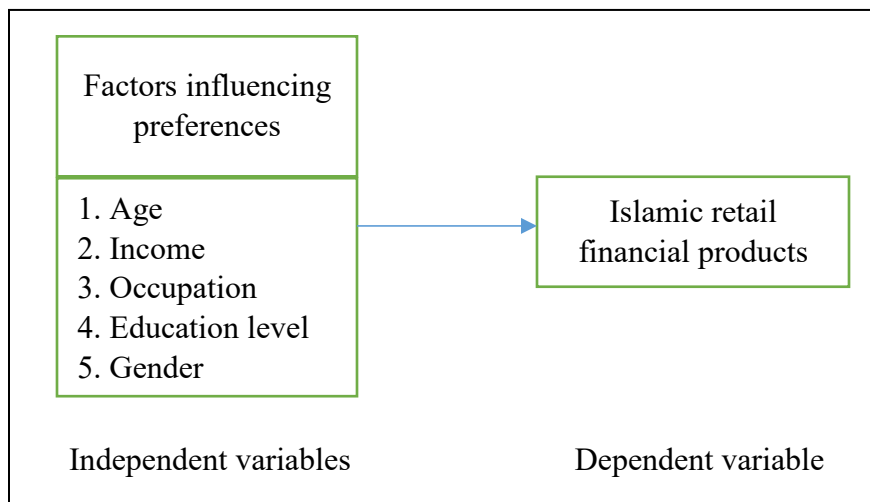 Factors influencing
preferences
1. Age
2. Income
3. Occupation
4. Education level
5. Gender
Islamic retail
financial products
Independent variables
Dependent variable